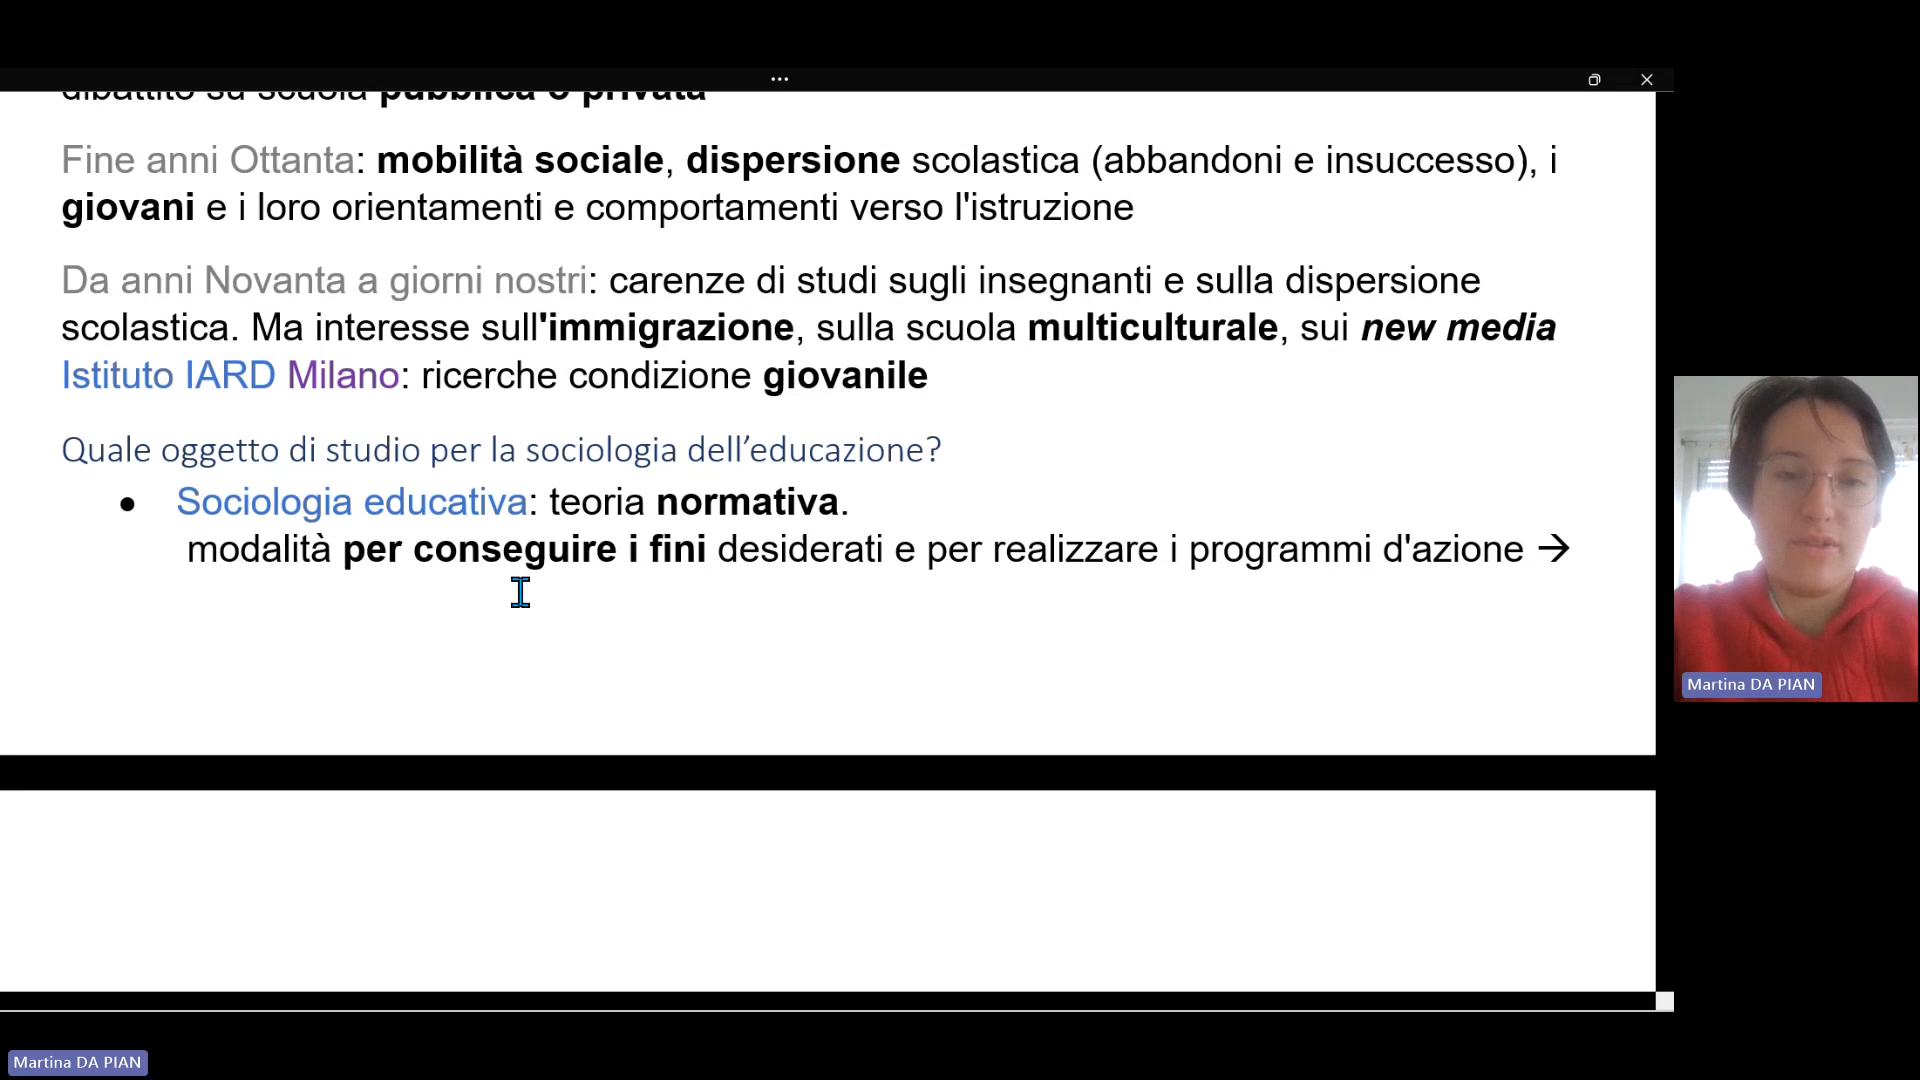 dibattito su scuola pubblica o privata
Fine anni Ottanta: mobilità sociale, dispersione scolastica (abbandoni e insuccesso), i
giovani e i loro orientamenti e comportamenti verso l'istruzione
Da anni Novanta a giorni nostri: carenze di studi sugli insegnanti e sulla dispersione
scolastica. Ma interesse sull'immigrazione, sulla scuola multiculturale, sui new media
Istituto IARD Milano: ricerche condizione giovanile
Quale oggetto di studio per la sociologia dell’educazione?
• Sociologia educativa: teoria normativa.
modalità per conseguire i fini desiderati e per realizzare i programmi d'azione →
Martina DA PIAN
Martina DA PIAN